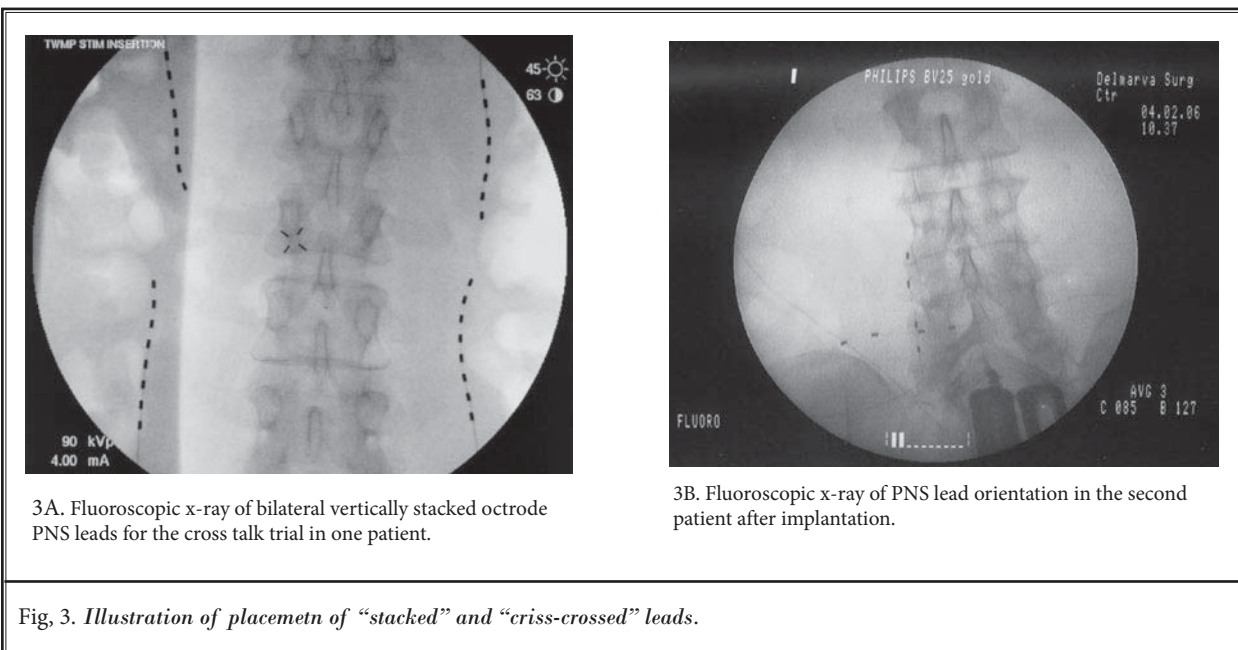 TWMP STIM INSERTION
45-
63
90 kVp
4.00 mA
PHILIPS BV25 gold
Delmarva Surg
Ctr
04.02.06
10.37
AVG 3
C 085 B 127
FLUORO
3A. Fluoroscopic x-ray of bilateral vertically stacked octrode
PNS leads for the cross talk trial in one patient.
3B. Fluoroscopic x-ray of PNS lead orientation in the second
patient after implantation.
Fig, 3. Illustration of placemetn of “stacked” and “criss-crossed” leads.